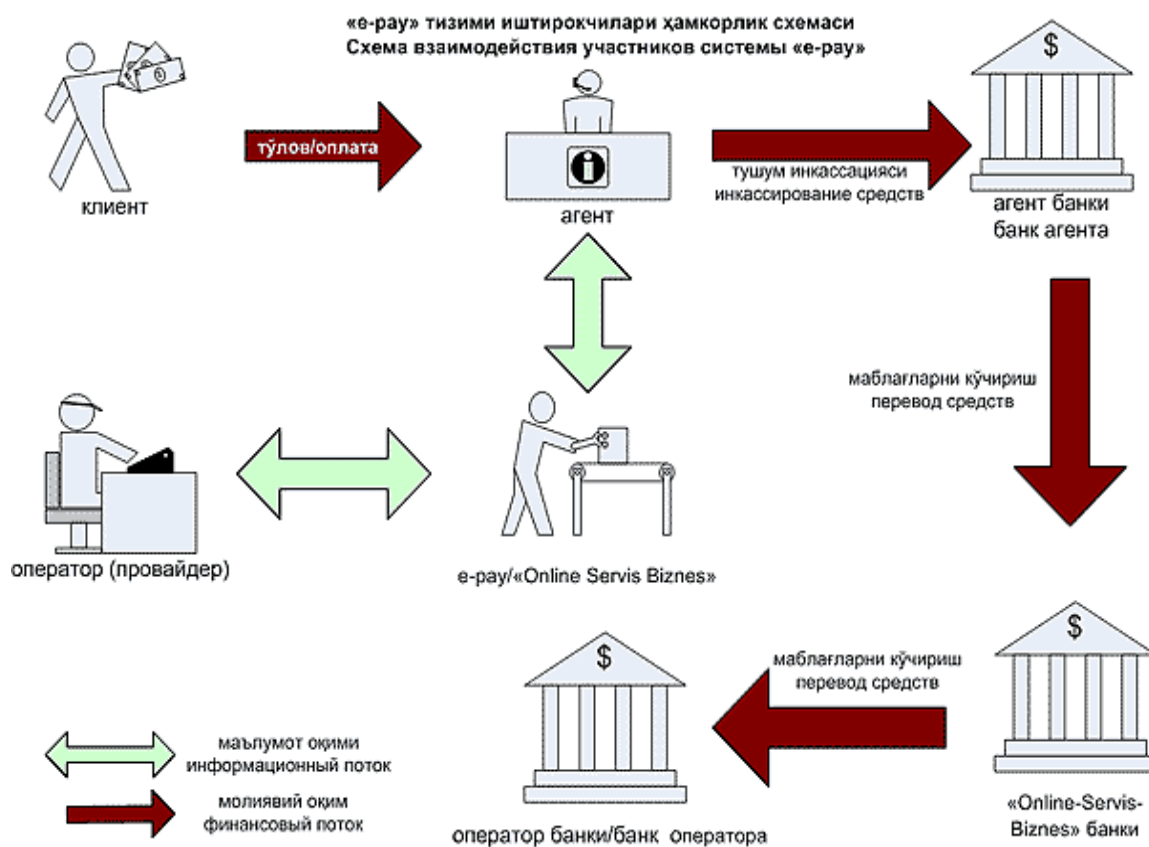 «e-pay» тизими иштирокчилари ҳамкорлик схемаси
Схема взаимодействия участников системы «e-pay»
$
тўлов/оплата
клиент
i
агент
тушум инкассацияси
инкассирование средств
агент банки
банк агента
маблағларни кўчириш
перевод средств
оператор (провайдер)
e-pay/«Online Servis Biznes»
$
маблағларни кўчириш
перевод средств
$
маълумот оқими
информационный поток
молиявий оқим
финансовый поток
оператор банки/банк оператора
«Online-Servis-
Biznes» банки